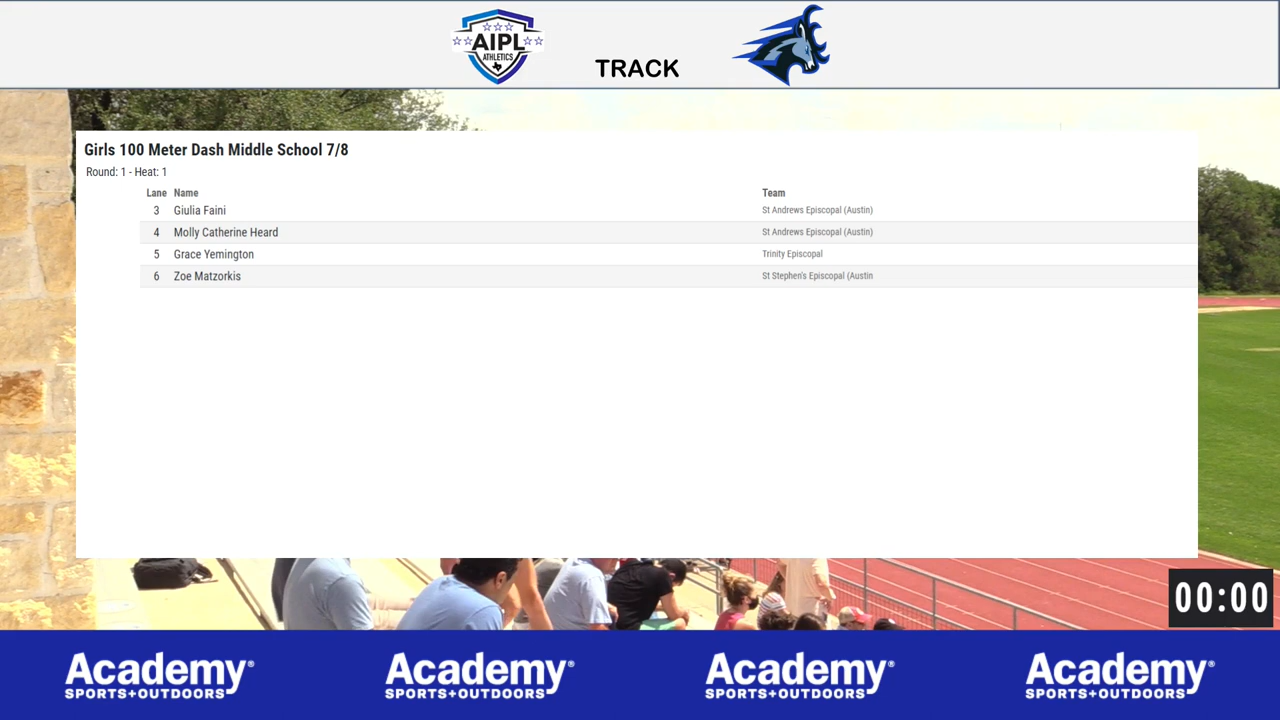 AIPL
ATHLETICS
TRACK
Girls 100 Meter Dash Middle School 7/8
Round: 1 - Heat: 1
Lane Name Team
3 Giulia Faini St Andrews Episcopal (Austin)
4 Molly Catherine Heard St Andrews Episcopal (Austin)
5 Grace Yemington Trinity Episcopal
6 Zoe Matzorkis St Stephen's Episcopal (Austin
00:00
Academy® Academy® Academy® Academy®
SPORTS+OUTDOORS SPORTS+OUTDOORS SPORTS+OUTDOORS SPORTS+OUTDOORS